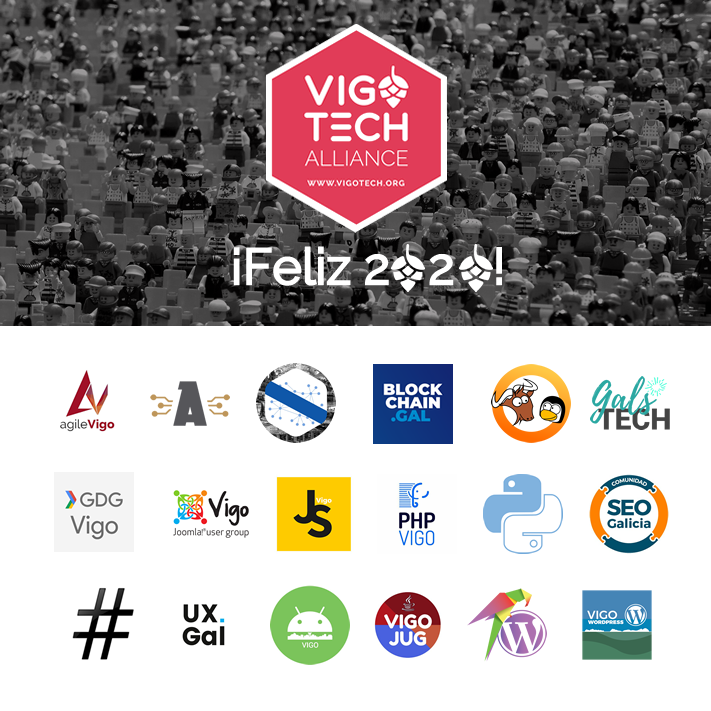 VIGO
TECH
ALLIANCE
WWW.VIGOTECH.ORG
¡Feliz 2020!
agileVigo
A
BLOCK
CHAIN
.GAL
Gals
TECH
GDG
Vigo
Vigo
Joomla!® user group
Vigo
JS
PHP
VIGO
COMUNIDAD
SEO
Galicia
#
UX.
Gal
VIGO
VIGO
JUG
W
VIGO
WORDPRESS
W